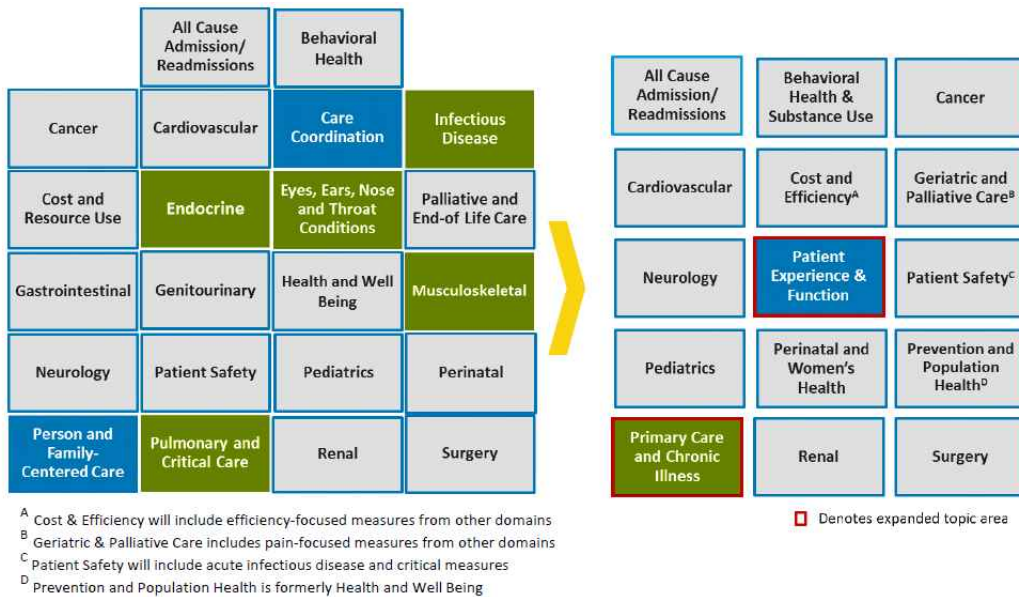 All Cause
Admission/
Readmissions
Behavioral
Health
Cancer
Cardiovascular
Care
Coordination
Infectious
Disease
Cost and
Resource Use
Endocrine
Eyes, Ears, Nose
and Throat
Conditions
Palliative and
End-of Life Care
Gastrointestinal
Genitourinary
Health and Well
Being
Musculoskeletal
Neurology
Patient Safety
Pediatrics
Perinatal
Person and
Family-
Centered Care
Pulmonary and
Critical Care
Renal
Surgery
All Cause
Admission/
Readmissions
Behavioral
Health &
Substance Use
Cancer
Cardiovascular
Cost and
Efficiency^A
Geriatric and
Palliative Care^B
Neurology
Patient
Experience &
Function
Patient Safety^C
Pediatrics
Perinatal and
Women's
Health
Prevention and
Population
Health^D
Primary Care
and Chronic
Illness
Renal
Surgery
A Cost & Efficiency will include efficiency-focused measures from other domains
B Geriatric & Palliative Care includes pain-focused measures from other domains
C Patient Safety will include acute infectious disease and critical measures
D Prevention and Population Health is formerly Health and Well Being
Denotes expanded topic area